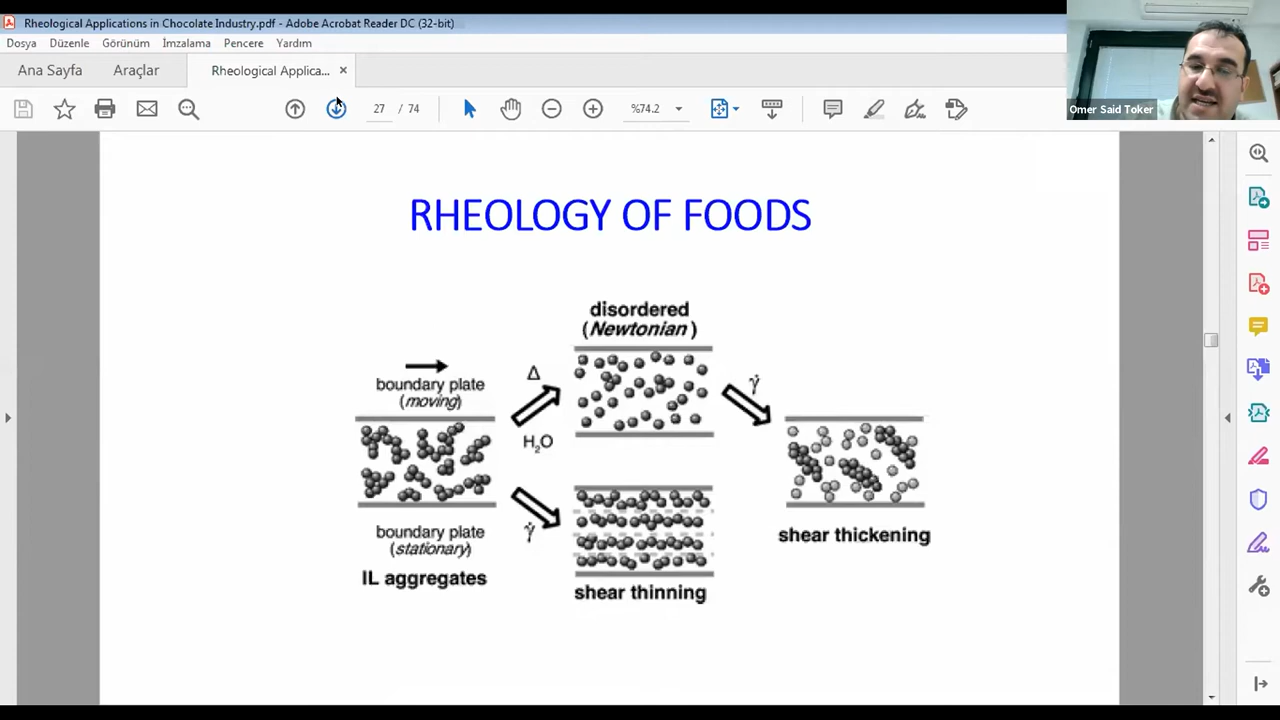 Rheological Applications in Chocolate Industry.pdf - Adobe Acrobat Reader DC (32-bit)
Dosya Düzenle Görünüm İmzalama Pencere Yardım
Ana Sayfa Araçlar Rheological Applica... ×
27 / 74 %74.2
Omer Said Toker
RHEOLOGY OF FOODS
disordered
(Newtonian)
boundary plate
(moving)
Δ
H₂O
γ̇
γ̇
boundary plate
(stationary)
IL aggregates
shear thinning
shear thickening